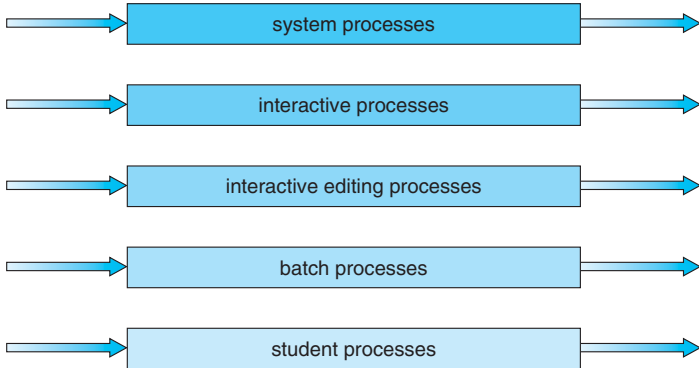 system processes
interactive processes
interactive editing processes
batch processes
student processes